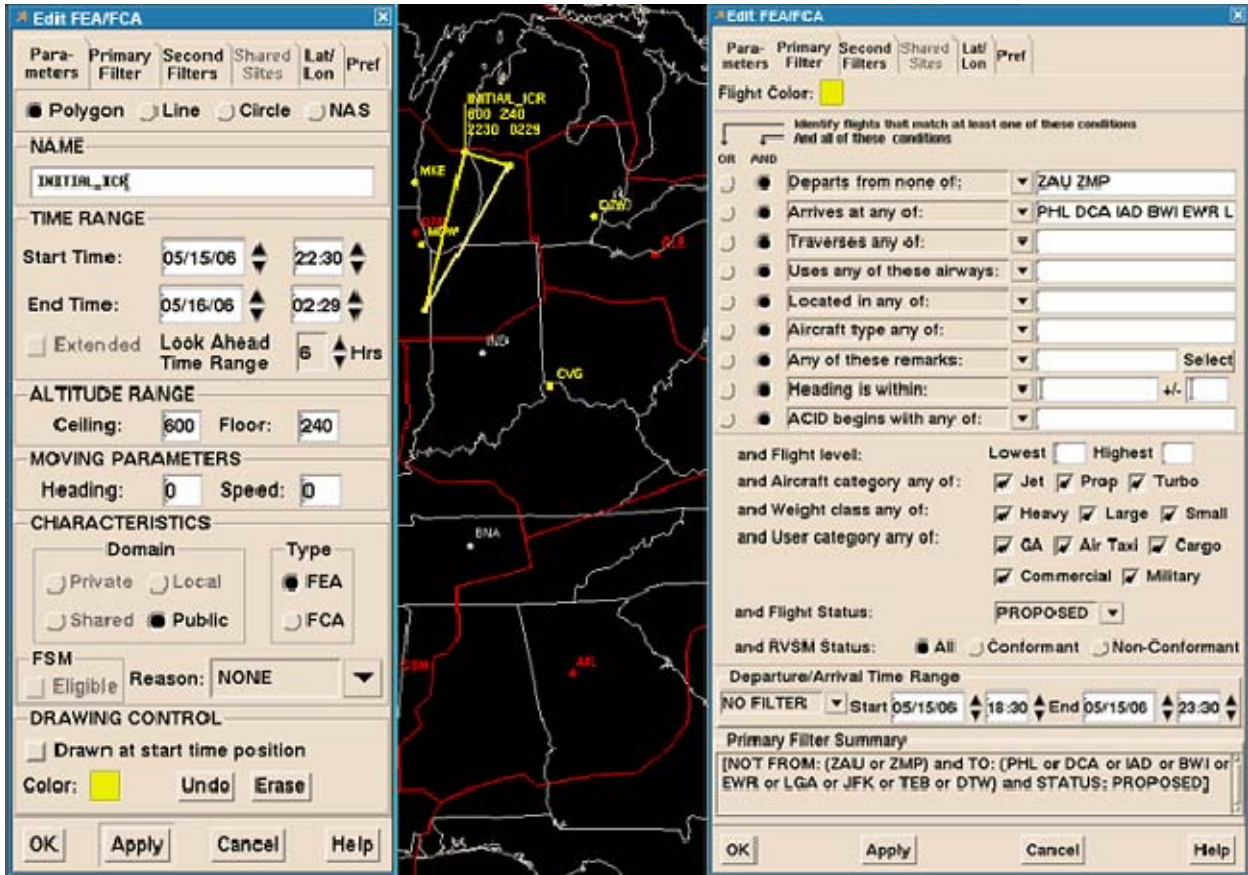 Edit FEA/FCA
Para-meters Primary Filter Second Filters Shared Sites Lat/Lon Pref
Polygon Line Circle NAS
NAME
INITIAL_ICR
TIME RANGE
Start Time: 05/15/06 22:30
End Time: 05/16/06 02:29
Extended Look Ahead Time Range 6 Hrs
ALTITUDE RANGE
Ceiling: 600 Floor: 240
MOVING PARAMETERS
Heading: 0 Speed: 0
CHARACTERISTICS
Domain Type
Private Local FEA
Shared Public FCA
FSM
Eligible Reason: NONE
DRAWING CONTROL
Drawn at start time position
Color: Undo Erase
OK Apply Cancel Help
INITIAL_ICR
600 240
2230 0229
MKE
MDW
DTW
CLE
IND
CVG
BNA
ATL
Edit FEA/FCA
Para-meters Primary Filter Second Filters Shared Sites Lat/Lon Pref
Flight Color:
Identify flights that match at least one of these conditions
And all of these conditions
OR AND
Departs from none of: ZAU ZMP
Arrives at any of: PHL DCA IAD BWI EWR L
Traverses any of:
Uses any of these airways:
Located in any of:
Aircraft type any of:
Any of these remarks: Select
Heading is within: +/-
ACID begins with any of:
and Flight level: Lowest Highest
and Aircraft category any of: Jet Prop Turbo
and Weight class any of: Heavy Large Small
and User category any of: GA Air Taxi Cargo
Commercial Military
and Flight Status: PROPOSED
and RVSM Status: All Conformant Non-Conformant
Departure/Arrival Time Range
NO FILTER Start 05/15/06 18:30 End 05/15/06 23:30
Primary Filter Summary
[NOT FROM: (ZAU or ZMP) and TO: (PHL or DCA or IAD or BWI or
EWR or LGA or JFK or TEB or DTW) and STATUS: PROPOSED]
OK Apply Cancel Help